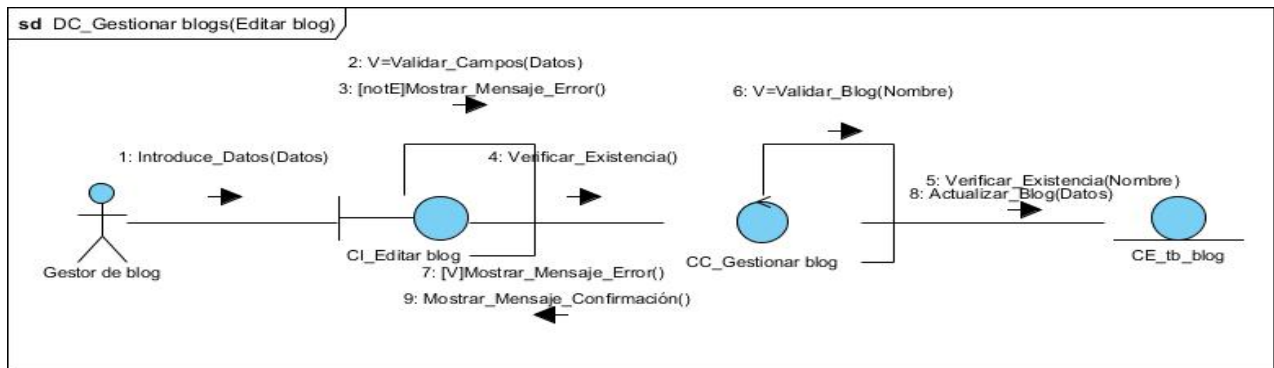 sd DC_Gestionar blogs(Editar blog)
2: V=Validar_Campos(Datos)
3: [notE]Mostrar_Mensaje_Error()
6: V=Validar_Blog(Nombre)
1: Introduce_Datos(Datos)
4: Verificar_Existencia()
5: Verificar_Existencia(Nombre)
8: Actualizar_Blog(Datos)
Gestor de blog
CI_Editar blog
CC_Gestionar blog
CE_tb_blog
7: [V]Mostrar_Mensaje_Error()
9: Mostrar_Mensaje_Confirmación()